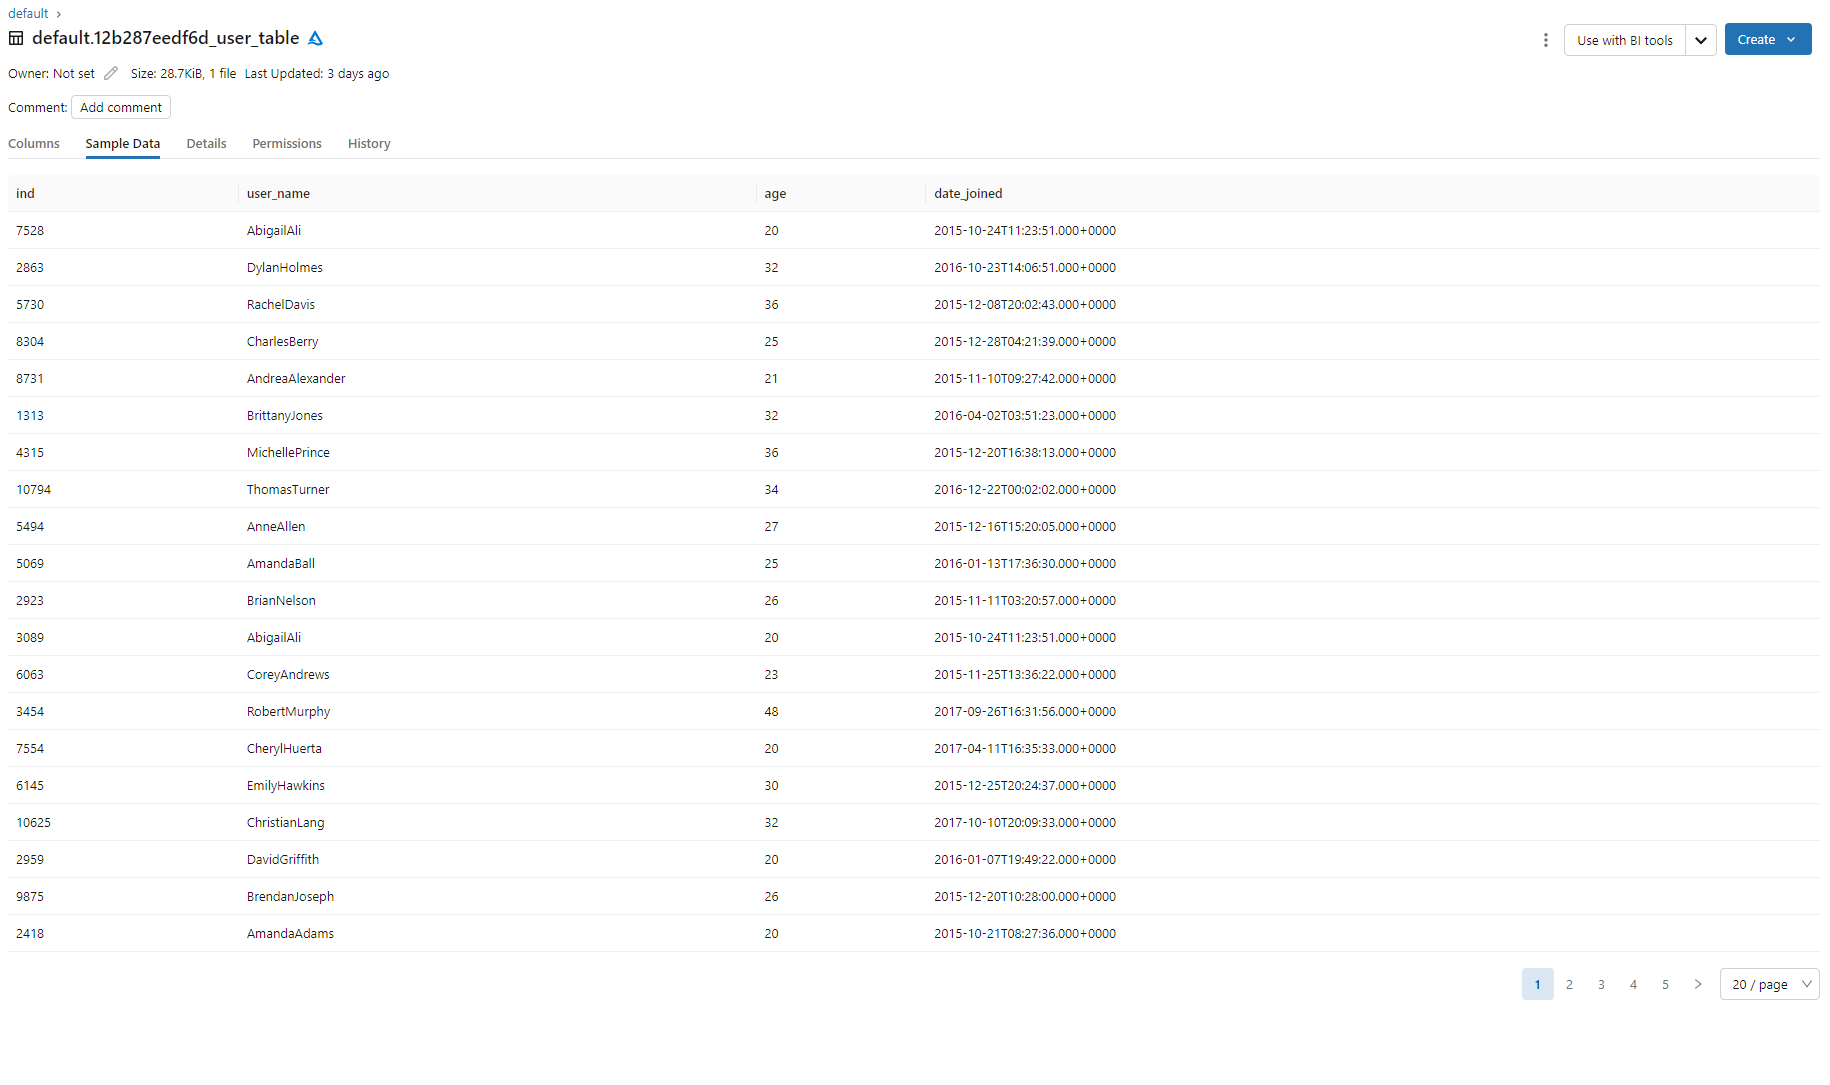 default
default.12b287eedf6d_user_table
Use with BI tools
Create
Owner: Not set Size: 28.7KiB, 1 file Last Updated: 3 days ago
Comment: Add comment
Columns Sample Data Details Permissions History
ind user_name age date_joined
7528 AbigailAli 20 2015-10-24T11:23:51.000+0000
2863 DylanHolmes 32 2016-10-23T14:06:51.000+0000
5730 RachelDavis 36 2015-12-08T20:02:43.000+0000
8304 CharlesBerry 25 2015-12-28T04:21:39.000+0000
8731 AndreaAlexander 21 2015-11-10T09:27:42.000+0000
1313 BrittanyJones 32 2016-04-02T03:51:23.000+0000
4315 MichellePrince 36 2015-12-20T16:38:13.000+0000
10794 ThomasTurner 34 2016-12-22T00:02:02.000+0000
5494 AnneAllen 27 2015-12-16T15:20:05.000+0000
5069 AmandaBall 25 2016-01-13T17:36:30.000+0000
2923 BrianNelson 26 2015-11-11T03:20:57.000+0000
3089 AbigailAli 20 2015-10-24T11:23:51.000+0000
6063 CoreyAndrews 23 2015-11-25T13:36:22.000+0000
3454 RobertMurphy 48 2017-09-26T16:31:56.000+0000
7554 CherylHuerta 20 2017-04-11T16:35:33.000+0000
6145 EmilyHawkins 30 2015-12-25T20:24:37.000+0000
10625 ChristianLang 32 2017-10-10T20:09:33.000+0000
2959 DavidGriffith 20 2016-01-07T19:49:22.000+0000
9875 BrendanJoseph 26 2015-12-20T10:28:00.000+0000
2418 AmandaAdams 20 2015-10-21T08:27:36.000+0000
1 2 3 4 5 20 / page